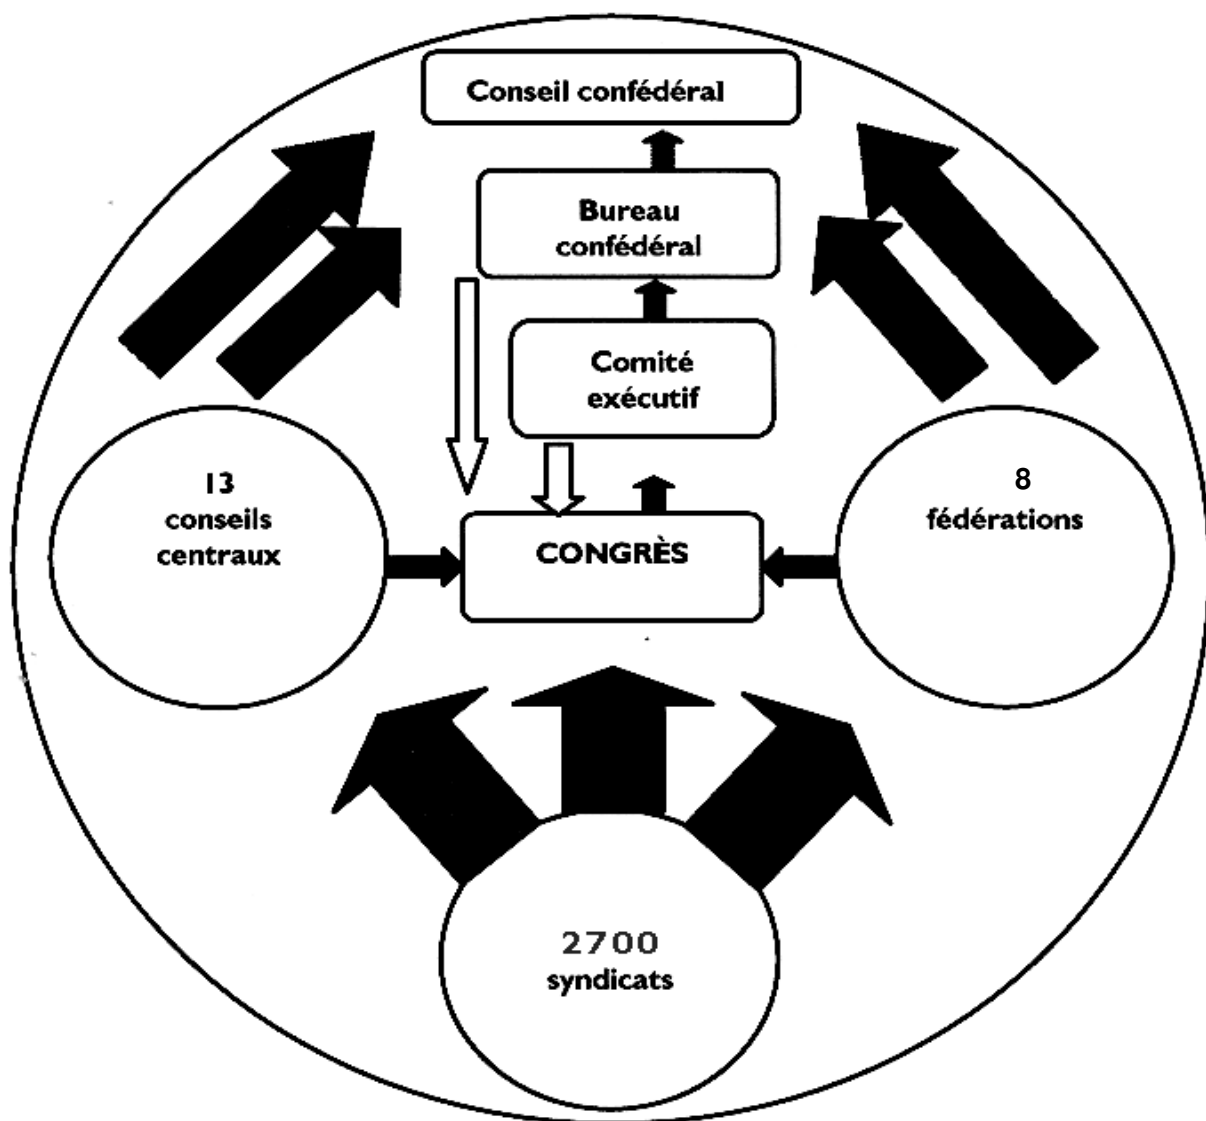 Conseil confédéral
Bureau
confédéral
Comité
exécutif
13
conseils
centraux
8
fédérations
CONGRÈS
2700
syndicats